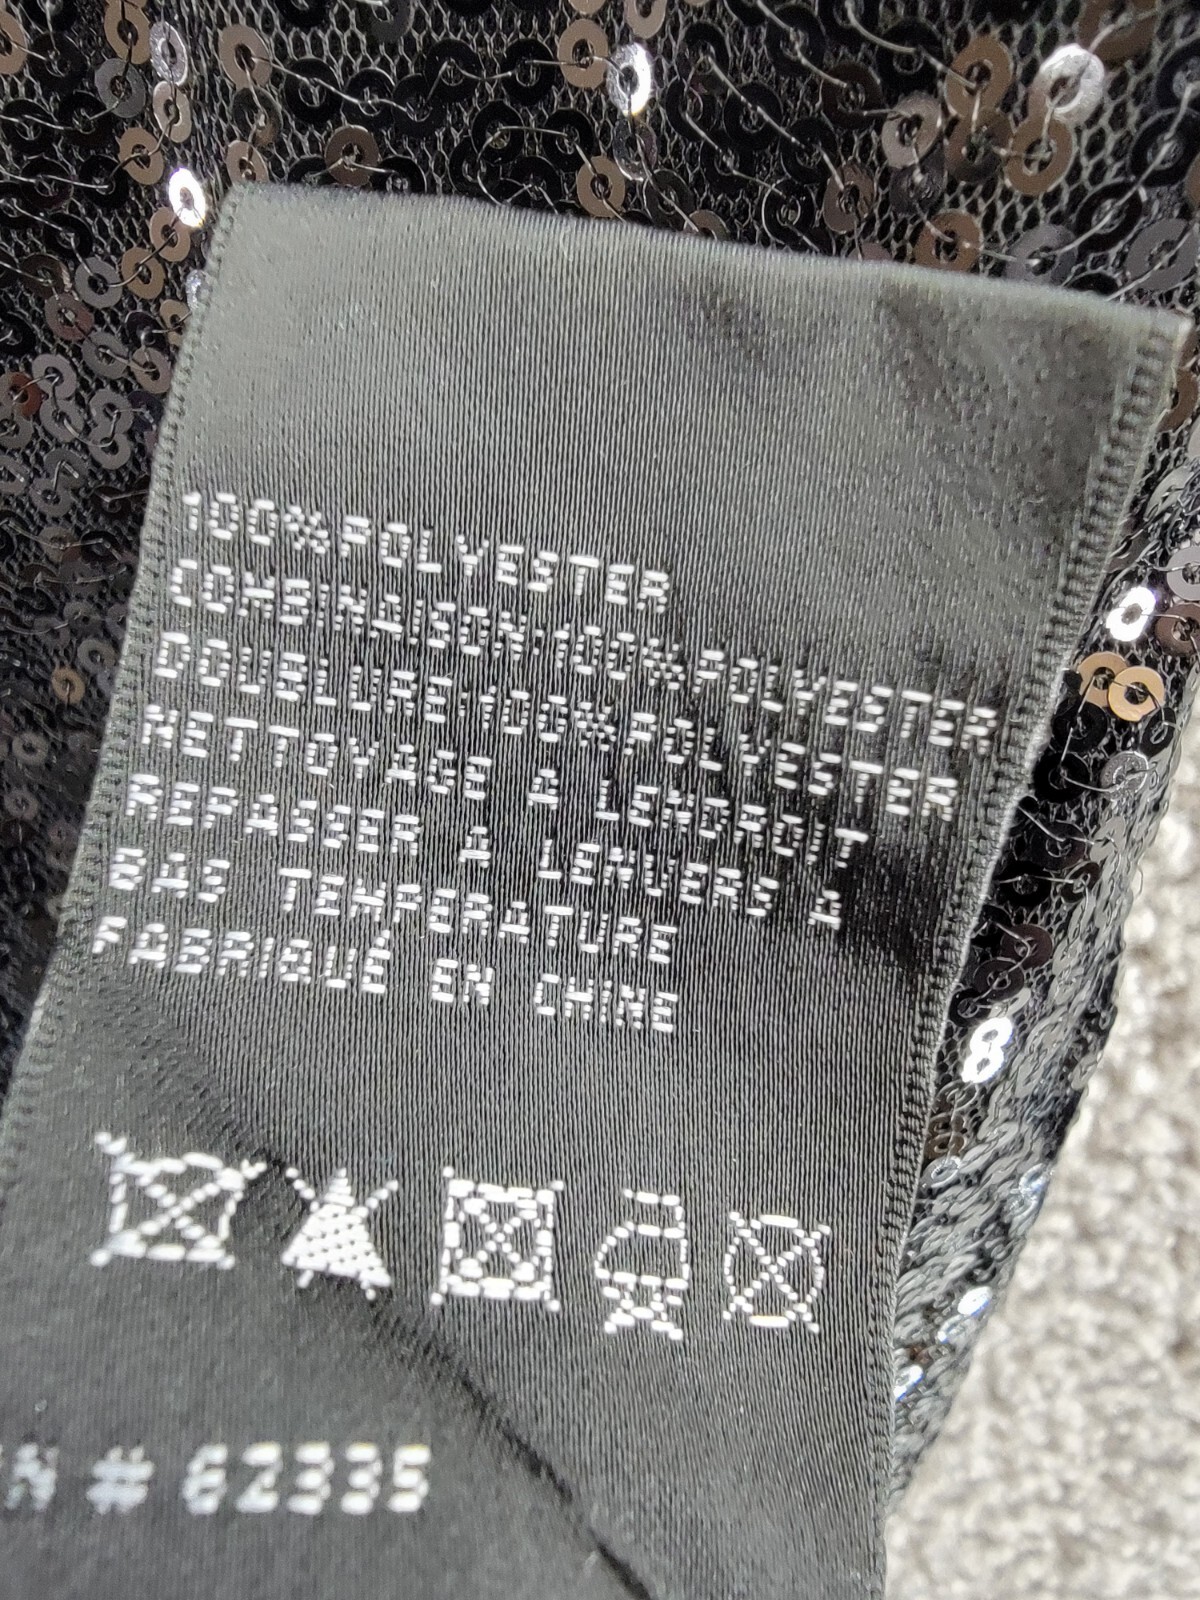 100%POLYESTER
COMBINAISON:100%POLYESTER
DOUBLURE:100%POLYESTER
NETTOYAGE A LENDROIT
REPASSER A LENVERS A
BAS TEMPERATURE
FABRIQUÉ EN CHINE
N # 62335